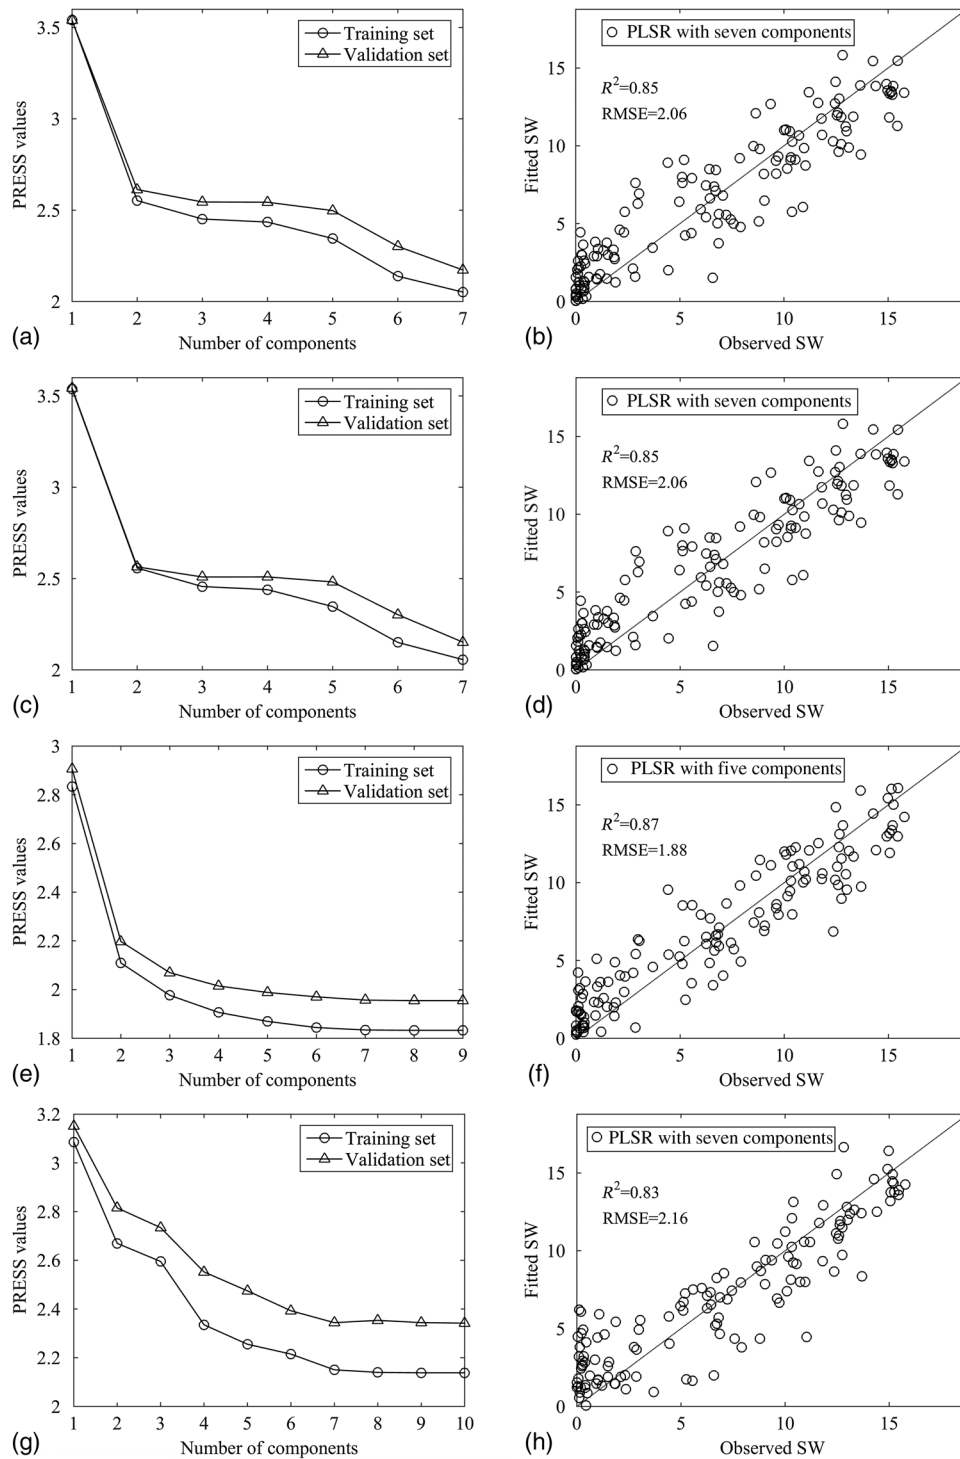 3.5
3
2.5
2
PRESS values
1 2 3 4 5 6 7
Number of components
Training set
Validation set
(a)
15
10
5
0
Fitted SW
0 5 10 15
Observed SW
PLSR with seven components
R²=0.85
RMSE=2.06
(b)
3.5
3
2.5
2
PRESS values
1 2 3 4 5 6 7
Number of components
Training set
Validation set
(c)
15
10
5
0
Fitted SW
0 5 10 15
Observed SW
PLSR with seven components
R²=0.85
RMSE=2.06
(d)
3
2.8
2.6
2.4
2.2
2
1.8
PRESS values
1 2 3 4 5 6 7 8 9
Number of components
Training set
Validation set
(e)
15
10
5
0
Fitted SW
0 5 10 15
Observed SW
PLSR with five components
R²=0.87
RMSE=1.88
(f)
3.2
3
2.8
2.6
2.4
2.2
2
PRESS values
1 2 3 4 5 6 7 8 9 10
Number of components
Training set
Validation set
(g)
15
10
5
0
Fitted SW
0 5 10 15
Observed SW
PLSR with seven components
R²=0.83
RMSE=2.16
(h)